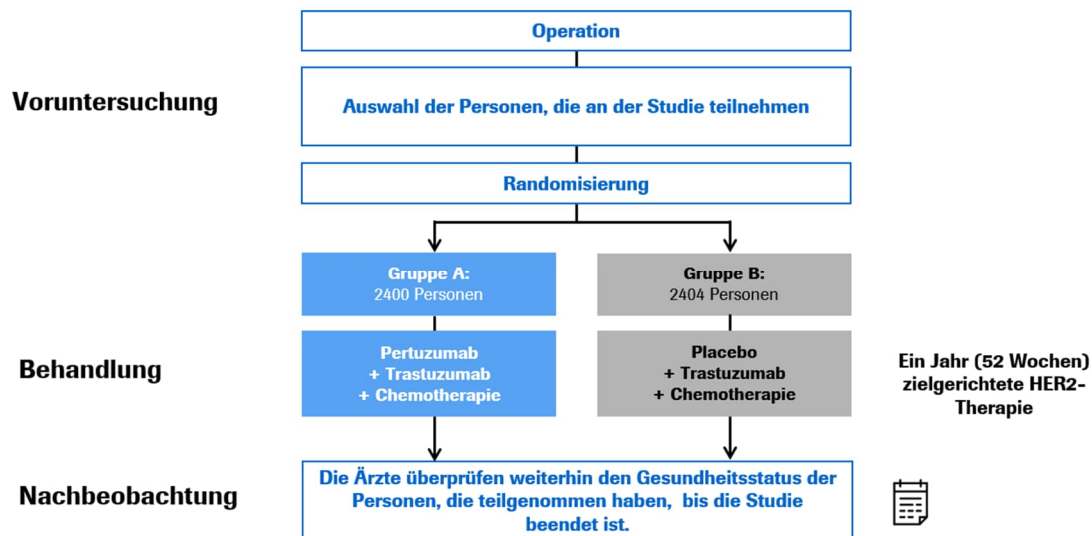 Operation
Voruntersuchung
Auswahl der Personen, die an der Studie teilnehmen
Randomisierung
Gruppe A:
2400 Personen
Gruppe B:
2404 Personen
Behandlung
Pertuzumab
+ Trastuzumab
+ Chemotherapie
Placebo
+ Trastuzumab
+ Chemotherapie
Ein Jahr (52 Wochen)
zielgerichtete HER2-
Therapie
Nachbeobachtung
Die Ärzte überprüfen weiterhin den Gesundheitsstatus der
Personen, die teilgenommen haben, bis die Studie
beendet ist.